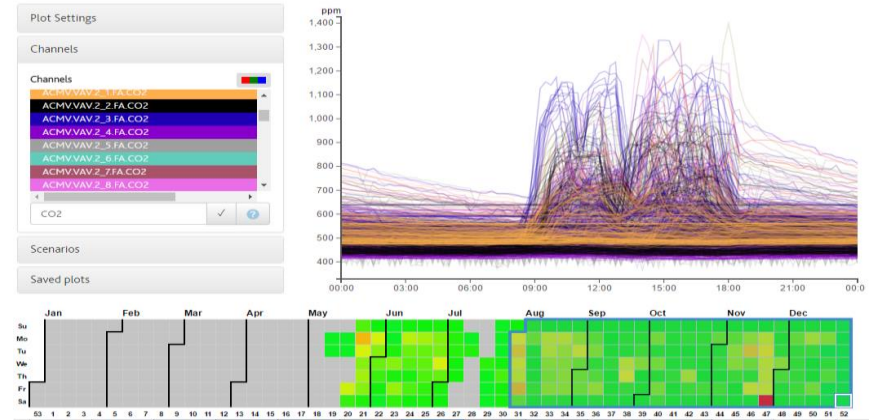 Plot Settings
Channels
Channels
ACMV.VAV.2_1.FA.CO2
ACMV.VAV.2_2.FA.CO2
ACMV.VAV.2_3.FA.CO2
ACMV.VAV.2_4.FA.CO2
ACMV.VAV.2_5.FA.CO2
ACMV.VAV.2_6.FA.CO2
ACMV.VAV.2_7.FA.CO2
ACMV.VAV.2_8.FA.CO2
CO2 ✓ ?
Scenarios
Saved plots
ppm
1,400
1,300
1,200
1,100
1,000
900
800
700
600
500
400
00:00 03:00 06:00 09:00 12:00 15:00 18:00 21:00 00:0
Jan Feb Mar Apr May Jun Jul Aug Sep Oct Nov Dec
Su
Mo
Tu
We
Th
Fr
Sa
53 1 2 3 4 5 6 7 8 9 10 11 12 13 14 15 16 17 18 19 20 21 22 23 24 25 26 27 28 29 30 31 32 33 34 35 36 37 38 39 40 41 42 43 44 45 46 47 48 49 50 51 52